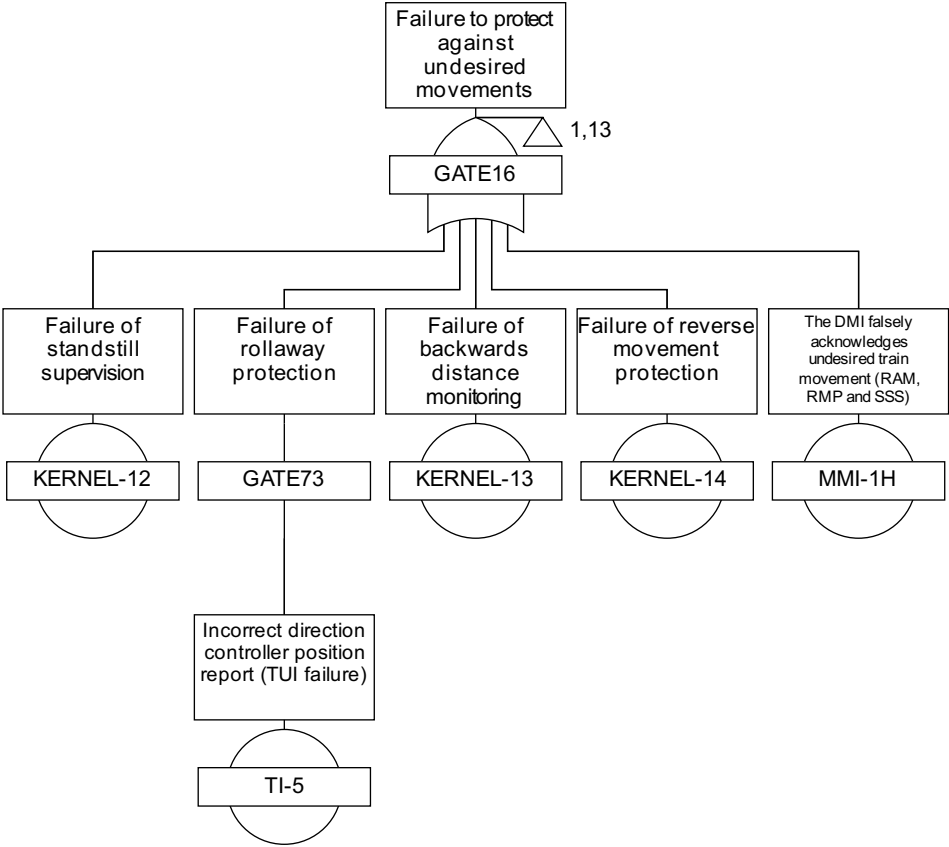 Failure to protect
against
undesired
movements
1,13
GATE16
Failure of
standstill
supervision
KERNEL-12
Failure of
rollaway
protection
GATE73
Failure of
backwards
distance
monitoring
KERNEL-13
Failure of reverse
movement
protection
KERNEL-14
The DMI falsely
acknowledges
undesired train
movement (RAM,
RMP and SSS)
MMI-1H
Incorrect direction
controller position
report (TUI failure)
TI-5